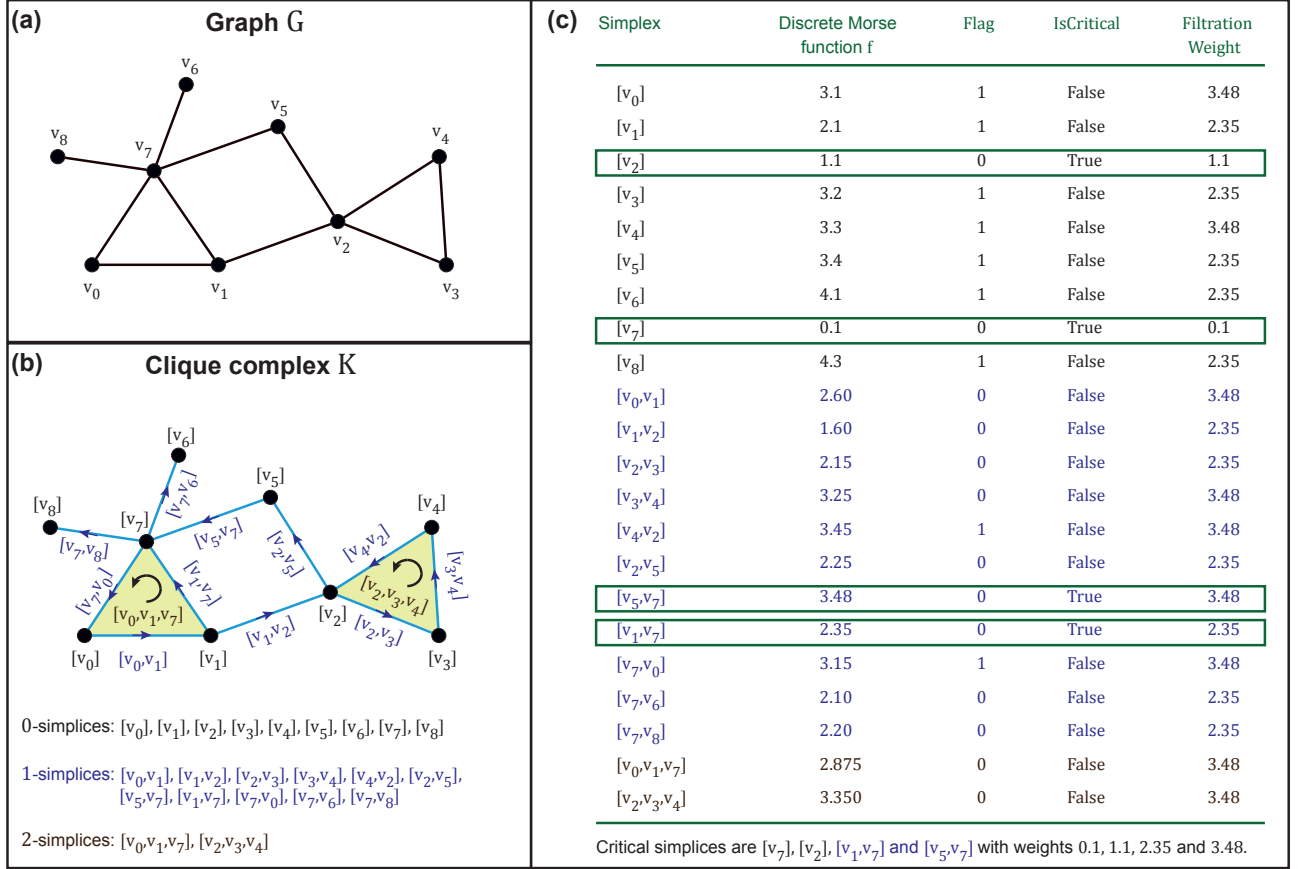 (a) Graph G
v6
v5
v8
v7
v4
v2
v0
v1
v3
(b) Clique complex K
[v6]
[v5]
[v8]
[v7]
[v4]
[v7,v6]
[v7,v8]
[v5,v7]
[v2,v5]
[v4,v2]
[v3,v4]
[v7,v0]
[v1,v7]
[v0,v1,v7]
[v2,v3,v4]
[v2]
[v1,v2]
[v2,v3]
[v0]
[v0,v1]
[v1]
[v3]
0-simplices: [v0], [v1], [v2], [v3], [v4], [v5], [v6], [v7], [v8]
1-simplices: [v0,v1], [v1,v2], [v2,v3], [v3,v4], [v4,v2], [v2,v5],
[v5,v7], [v1,v7], [v7,v0], [v7,v6], [v7,v8]
2-simplices: [v0,v1,v7], [v2,v3,v4]
(c)
Simplex Discrete Morse Flag IsCritical Filtration
function f Weight
[v0] 3.1 1 False 3.48
[v1] 2.1 1 False 2.35
[v2] 1.1 0 True 1.1
[v3] 3.2 1 False 2.35
[v4] 3.3 1 False 3.48
[v5] 3.4 1 False 2.35
[v6] 4.1 1 False 2.35
[v7] 0.1 0 True 0.1
[v8] 4.3 1 False 2.35
[v0,v1] 2.60 0 False 3.48
[v1,v2] 1.60 0 False 2.35
[v2,v3] 2.15 0 False 2.35
[v3,v4] 3.25 0 False 3.48
[v4,v2] 3.45 1 False 3.48
[v2,v5] 2.25 0 False 2.35
[v5,v7] 3.48 0 True 3.48
[v1,v7] 2.35 0 True 2.35
[v7,v0] 3.15 1 False 3.48
[v7,v6] 2.10 0 False 2.35
[v7,v8] 2.20 0 False 2.35
[v0,v1,v7] 2.875 0 False 3.48
[v2,v3,v4] 3.350 0 False 3.48
Critical simplices are [v7], [v2], [v1,v7] and [v5,v7] with weights 0.1, 1.1, 2.35 and 3.48.